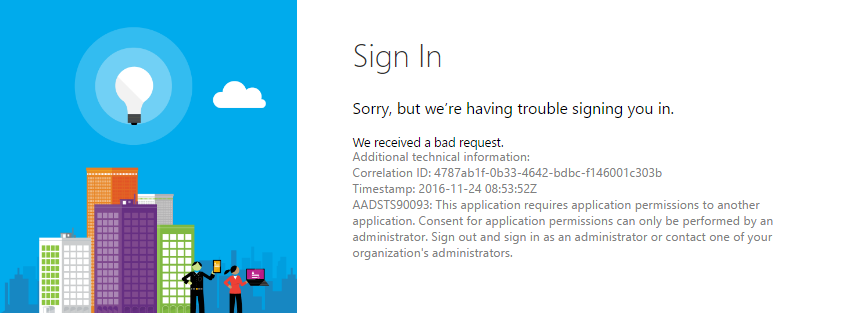 Sign In
Sorry, but we're having trouble signing you in.
We received a bad request.
Additional technical information:
Correlation ID: 4787ab1f-0b33-4642-bdbc-f146001c303b
Timestamp: 2016-11-24 08:53:52Z
AADSTS90093: This application requires application permissions to another
application. Consent for application permissions can only be performed by an
administrator. Sign out and sign in as an administrator or contact one of your
organization's administrators.